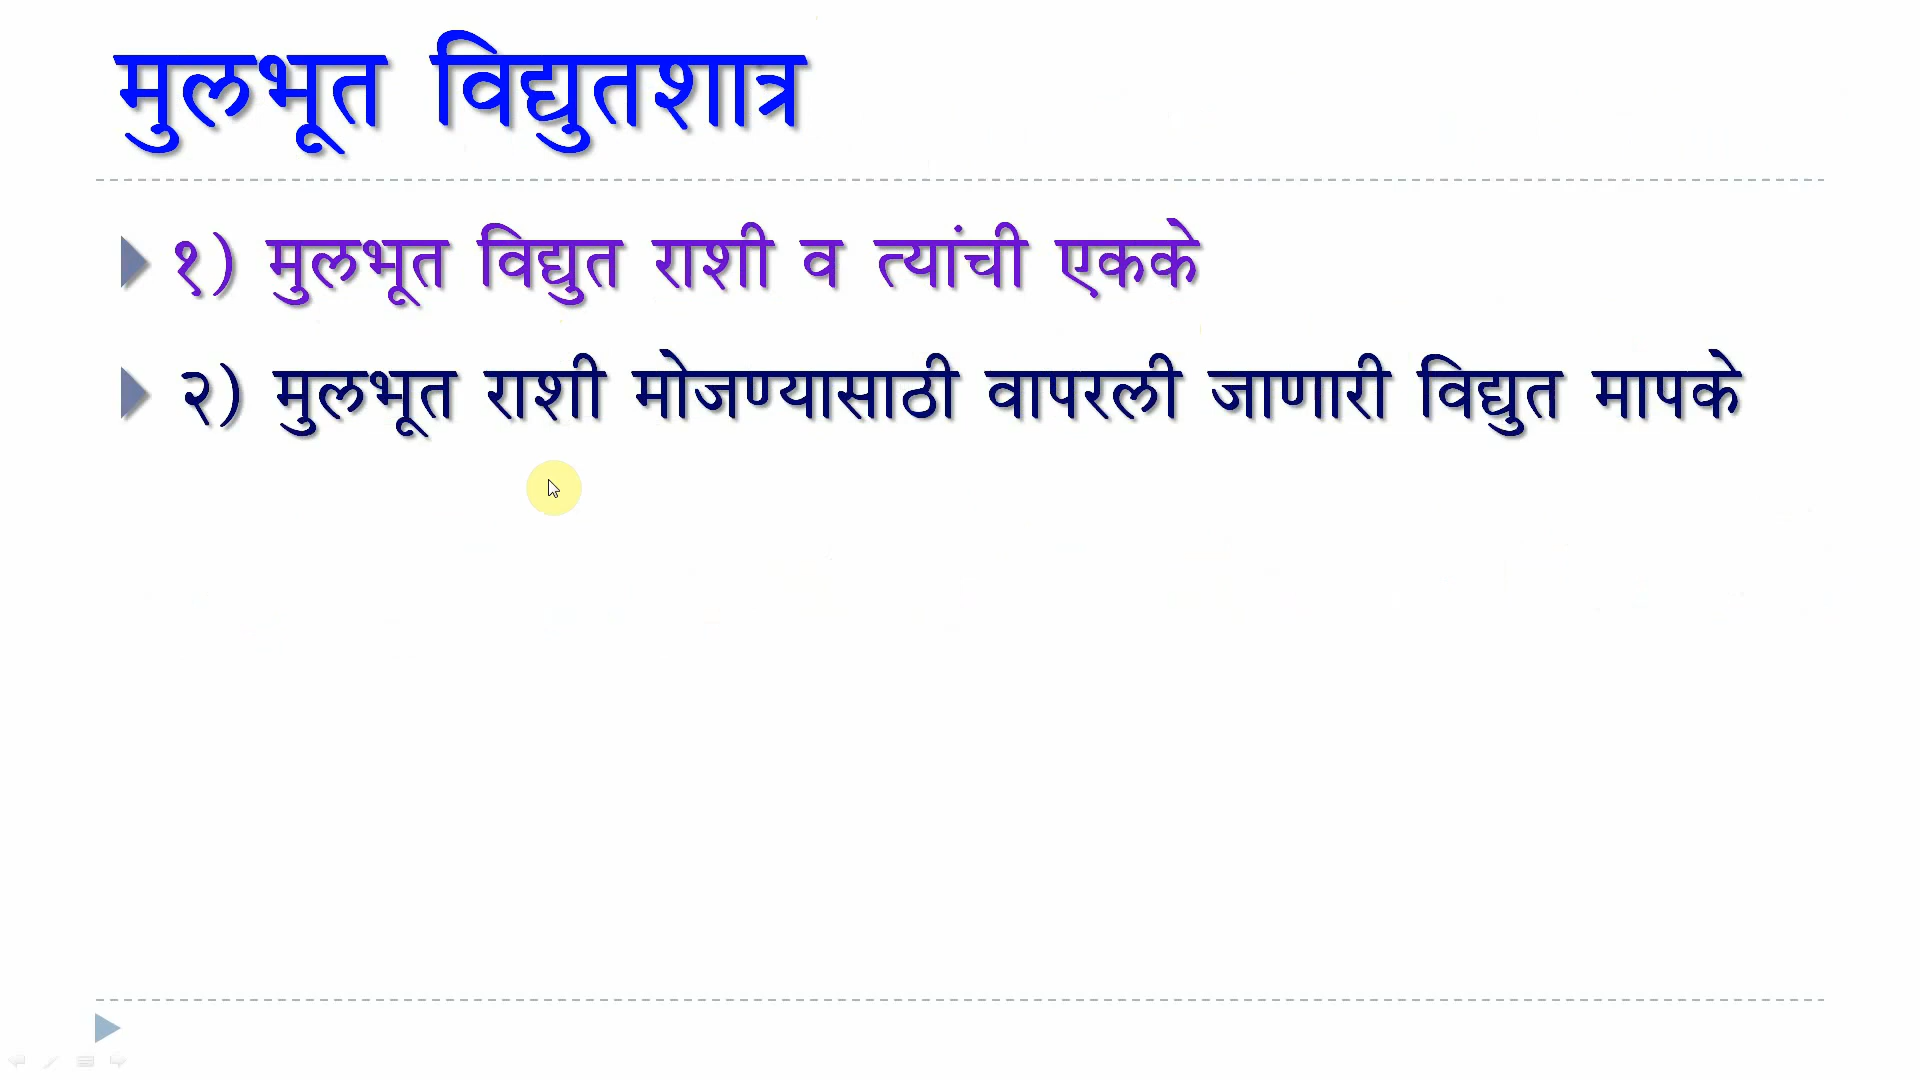 मुलभूत विद्युतशात्र
१) मुलभूत विद्युत राशी व त्यांची एकके
२) मुलभूत राशी मोजण्यासाठी वापरली जाणारी विद्युत मापके